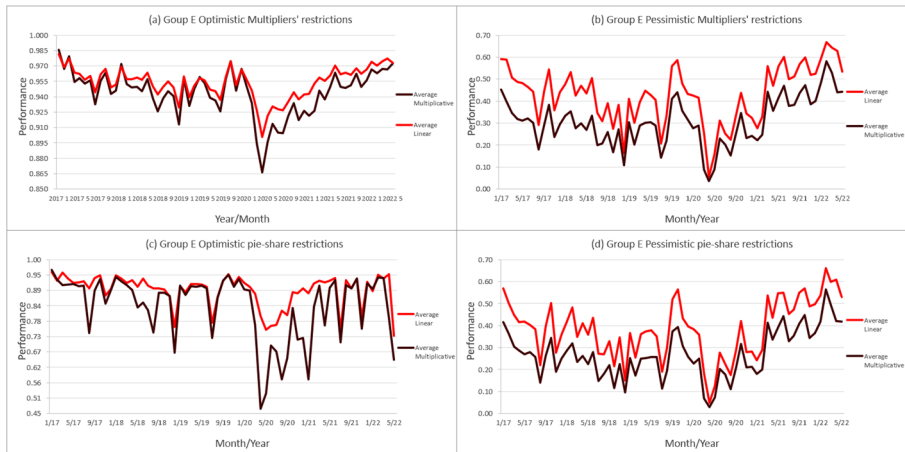 (a) Goup E Optimistic Multipliers' restrictions
1.000
0.985
0.970
0.955
0.940
0.925
0.910
0.895
0.880
0.865
0.850
Performance
2017 1 2017 5 2017 9 2018 1 2018 5 2018 9 2019 1 2019 5 2019 9 2020 1 2020 5 2020 9 2021 1 2021 5 2021 9 2022 1 2022 5
Year/Month
Average
Multiplicative
Average
Linear
(b) Group E Pessimistic Multipliers' restrictions
0.70
0.60
0.50
0.40
0.30
0.20
0.10
0.00
Performance
1/17 5/17 9/17 1/18 5/18 9/18 1/19 5/19 9/19 1/20 5/20 9/20 1/21 5/21 9/21 1/22 5/22
Month/Year
Average
Linear
Average
Multiplicative
(c) Group E Optimistic pie-share restrictions
1.00
0.95
0.89
0.84
0.78
0.73
0.67
0.62
0.56
0.51
0.45
Performance
1/17 5/17 9/17 1/18 5/18 9/18 1/19 5/19 9/19 1/20 5/20 9/20 1/21 5/21 9/21 1/22 5/22
Month/Year
Average
Linear
Average
Multiplicative
(d) Group E Pessimistic pie-share restrictions
0.70
0.60
0.50
0.40
0.30
0.20
0.10
0.00
Performance
1/17 5/17 9/17 1/18 5/18 9/18 1/19 5/19 9/19 1/20 5/20 9/20 1/21 5/21 9/21 1/22 5/22
Month/Year
Average
Linear
Average
Multiplicative